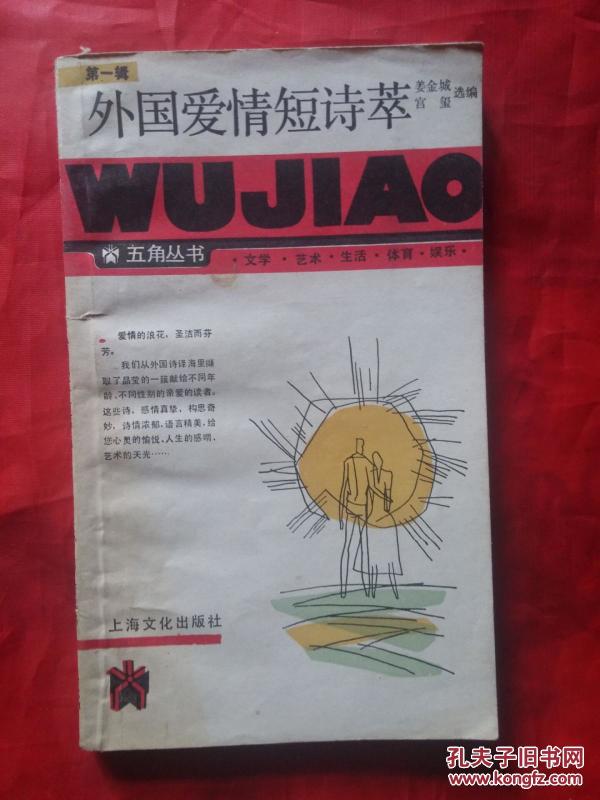 第一辑
外国爱情短诗萃
姜金城
宫玺
选编
WUJIAO
五角丛书
·文学·艺术·生活·体育·娱乐·
爱情的浪花，圣洁而芬
芳。
我们从外国诗译海里撷
取了晶莹的一蔟献给不同年
龄、不同性别的亲爱的读者。
这些诗，感情真挚，构思奇
妙，诗情浓郁，语言精美，给
您心灵的愉悦、人生的感喟，
艺术的天光……
上海文化出版社
孔夫子旧书网
www.kongfz.com